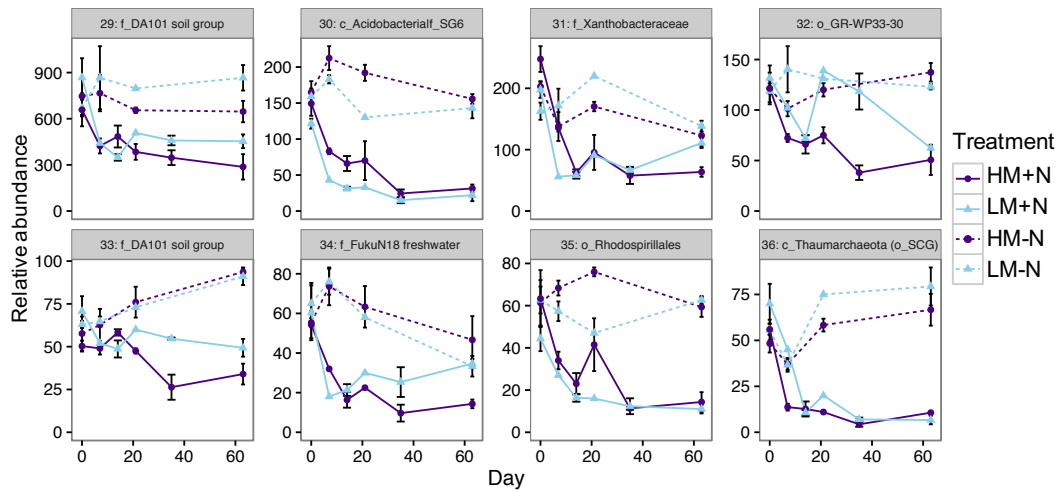 29: f_DA101 soil group
30: c_Acidobacterialf_SG6
31: f_Xanthobacteraceae
32: o_GR-WP33-30
900
600
300
0
200
150
100
50
0
200
100
0
150
100
50
0
33: f_DA101 soil group
34: f_FukuN18 freshwater
35: o_Rhodospirillales
36: c_Thaumarchaeota (o_SCG)
100
75
50
25
0
80
60
40
20
0
80
60
40
20
0
75
50
25
0
0 20 40 60
0 20 40 60
0 20 40 60
0 20 40 60
Relative abundance
Day
Treatment
HM+N
LM+N
HM-N
LM-N